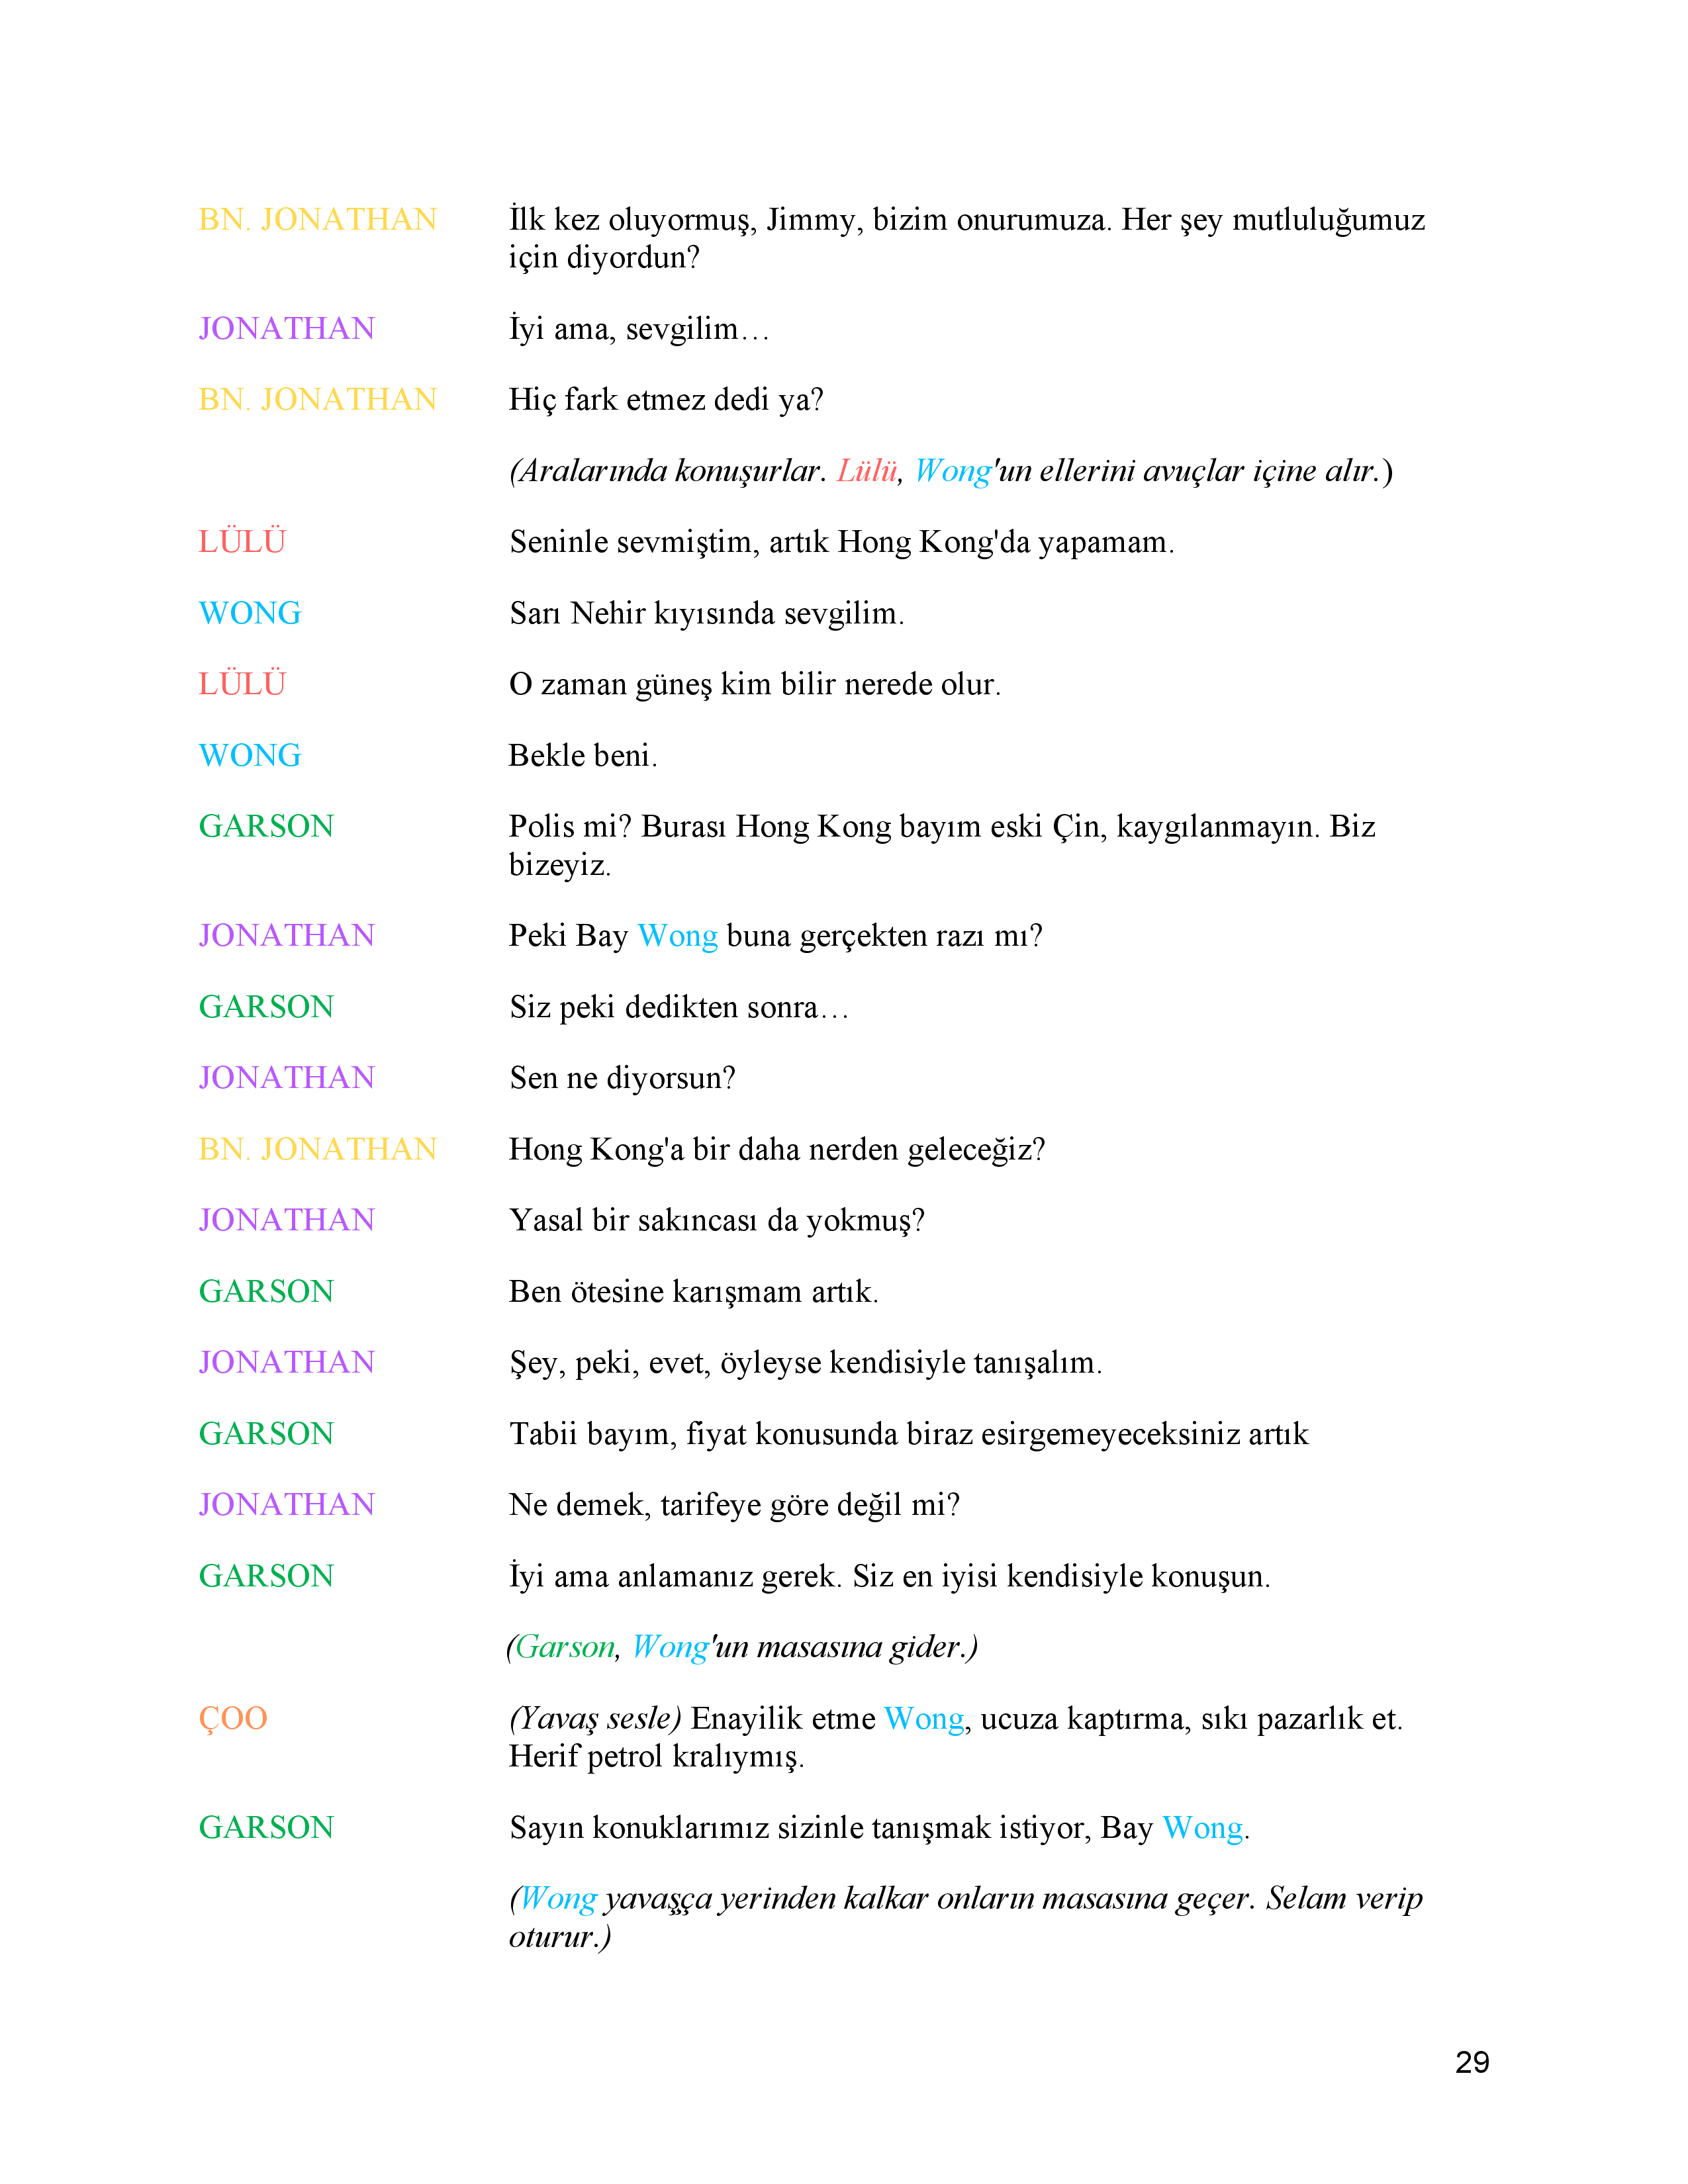 BN. JONATHAN İlk kez oluyormuş, Jimmy, bizim onurumuza. Her şey mutluluğumuz
için diyordun?
JONATHAN İyi ama, sevgilim…
BN. JONATHAN Hiç fark etmez dedi ya?
(Aralarında konuşurlar. Lülü, Wong'un ellerini avuçlar içine alır.)
LÜLÜ Seninle sevmiştim, artık Hong Kong'da yapamam.
WONG Sarı Nehir kıyısında sevgilim.
LÜLÜ O zaman güneş kim bilir nerede olur.
WONG Bekle beni.
GARSON Polis mi? Burası Hong Kong bayım eski Çin, kaygılanmayın. Biz
bizeyiz.
JONATHAN Peki Bay Wong buna gerçekten razı mı?
GARSON Siz peki dedikten sonra…
JONATHAN Sen ne diyorsun?
BN. JONATHAN Hong Kong'a bir daha nerden geleceğiz?
JONATHAN Yasal bir sakıncası da yokmuş?
GARSON Ben ötesine karışmam artık.
JONATHAN Şey, peki, evet, öyleyse kendisiyle tanışalım.
GARSON Tabii bayım, fiyat konusunda biraz esirgemeyeceksiniz artık
JONATHAN Ne demek, tarifeye göre değil mi?
GARSON İyi ama anlamanız gerek. Siz en iyisi kendisiyle konuşun.
(Garson, Wong'un masasına gider.)
ÇOO (Yavaş sesle) Enayilik etme Wong, ucuza kaptırma, sıkı pazarlık et.
Herif petrol kralıymış.
GARSON Sayın konuklarımız sizinle tanışmak istiyor, Bay Wong.
(Wong yavaşça yerinden kalkar onların masasına geçer. Selam verip
oturur.)
29